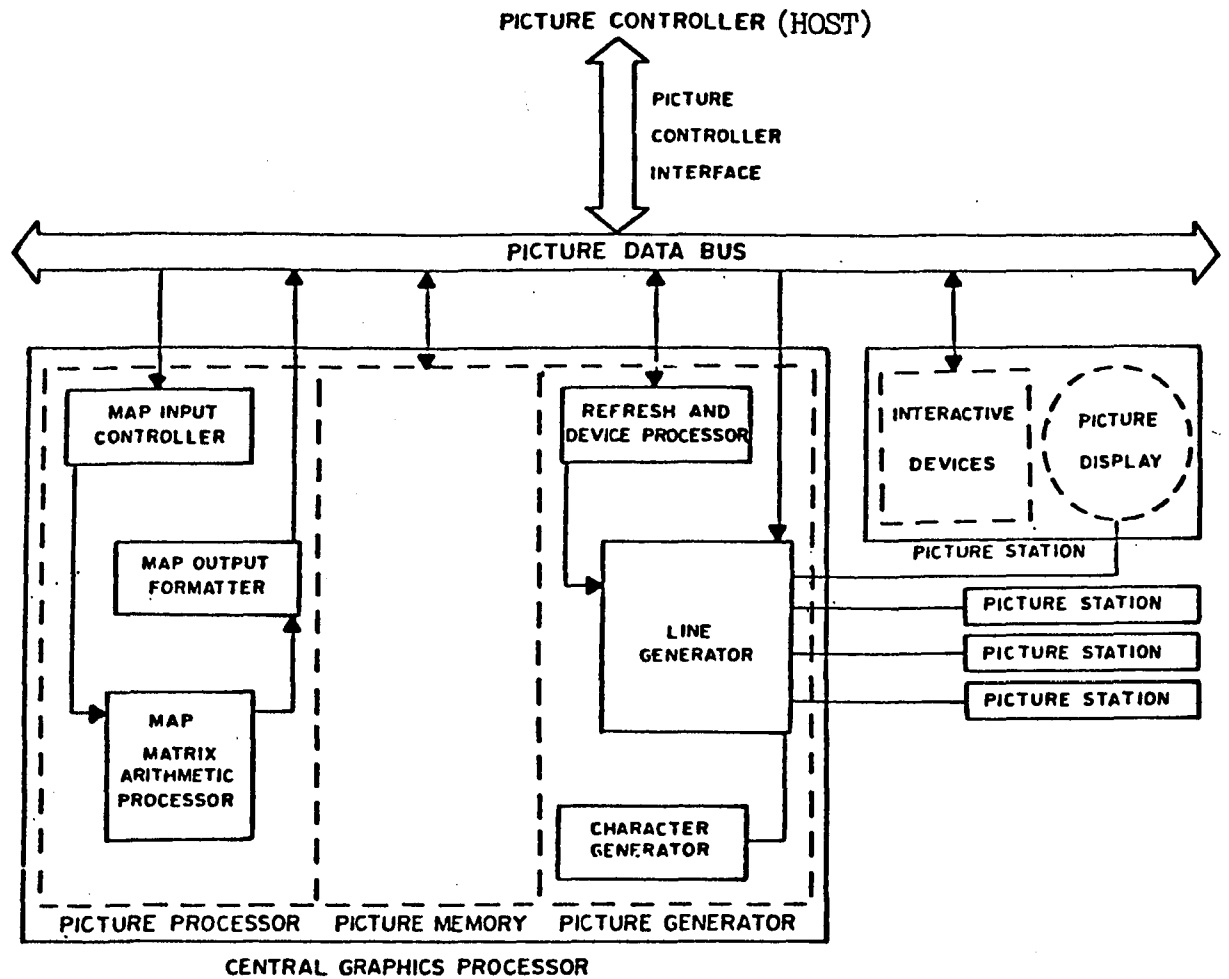 PICTURE CONTROLLER (HOST)
PICTURE
CONTROLLER
INTERFACE
PICTURE DATA BUS
MAP INPUT
CONTROLLER
MAP OUTPUT
FORMATTER
MAP
MATRIX
ARITHMETIC
PROCESSOR
REFRESH AND
DEVICE PROCESSOR
LINE
GENERATOR
CHARACTER
GENERATOR
INTERACTIVE
DEVICES
PICTURE
DISPLAY
PICTURE STATION
PICTURE STATION
PICTURE STATION
PICTURE STATION
PICTURE PROCESSOR
PICTURE MEMORY
PICTURE GENERATOR
CENTRAL GRAPHICS PROCESSOR